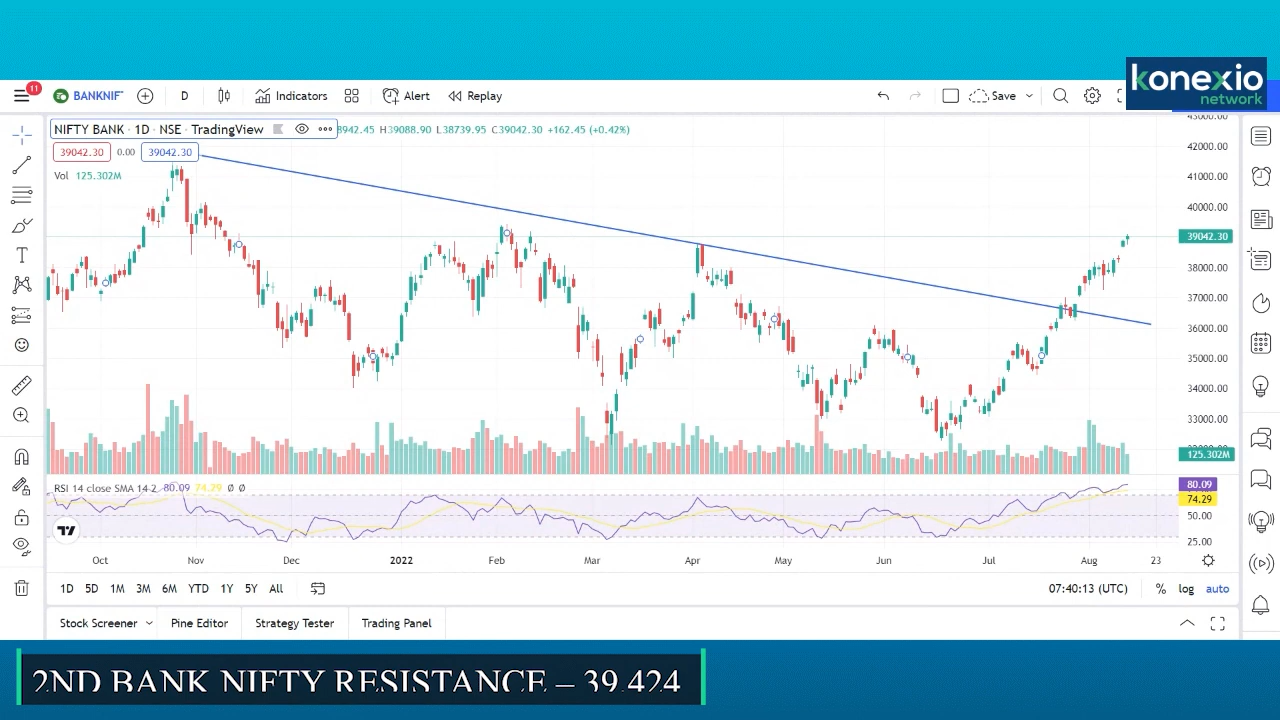 konexio
network
11
BANKNIF
D
Indicators
Alert
Replay
Save
NIFTY BANK · 1D · NSE · TradingView
8942.45 H39088.90 L38739.95 C39042.30 +162.45 (+0.42%)
39042.30 0.00 39042.30
Vol 125.302M
43000.00
42000.00
41000.00
40000.00
39042.30
38000.00
37000.00
36000.00
35000.00
34000.00
33000.00
125.302M
RSI 14 close SMA 14 2 80.09 74.29 Ø Ø
80.09
74.29
50.00
25.00
Oct Nov Dec 2022 Feb Mar Apr May Jun Jul Aug 23
1D 5D 1M 3M 6M YTD 1Y 5Y All
07:40:13 (UTC) % log auto
Stock Screener Pine Editor Strategy Tester Trading Panel
2ND BANK NIFTY RESISTANCE – 39,424